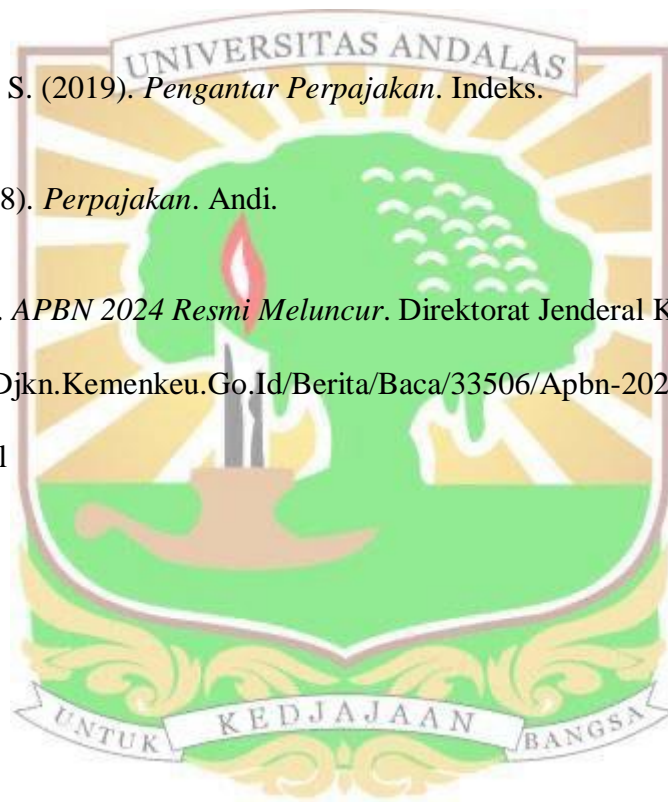 UNIVERSITAS ANDALAS
S. (2019). Pengantar Perpajakan. Indeks.
8). Perpajakan. Andi.
. APBN 2024 Resmi Meluncur. Direktorat Jenderal K
Djkn.Kemenkeu.Go.Id/Berita/Baca/33506/Apbn-202
UNTUK KEDJAJAAN BANGSA